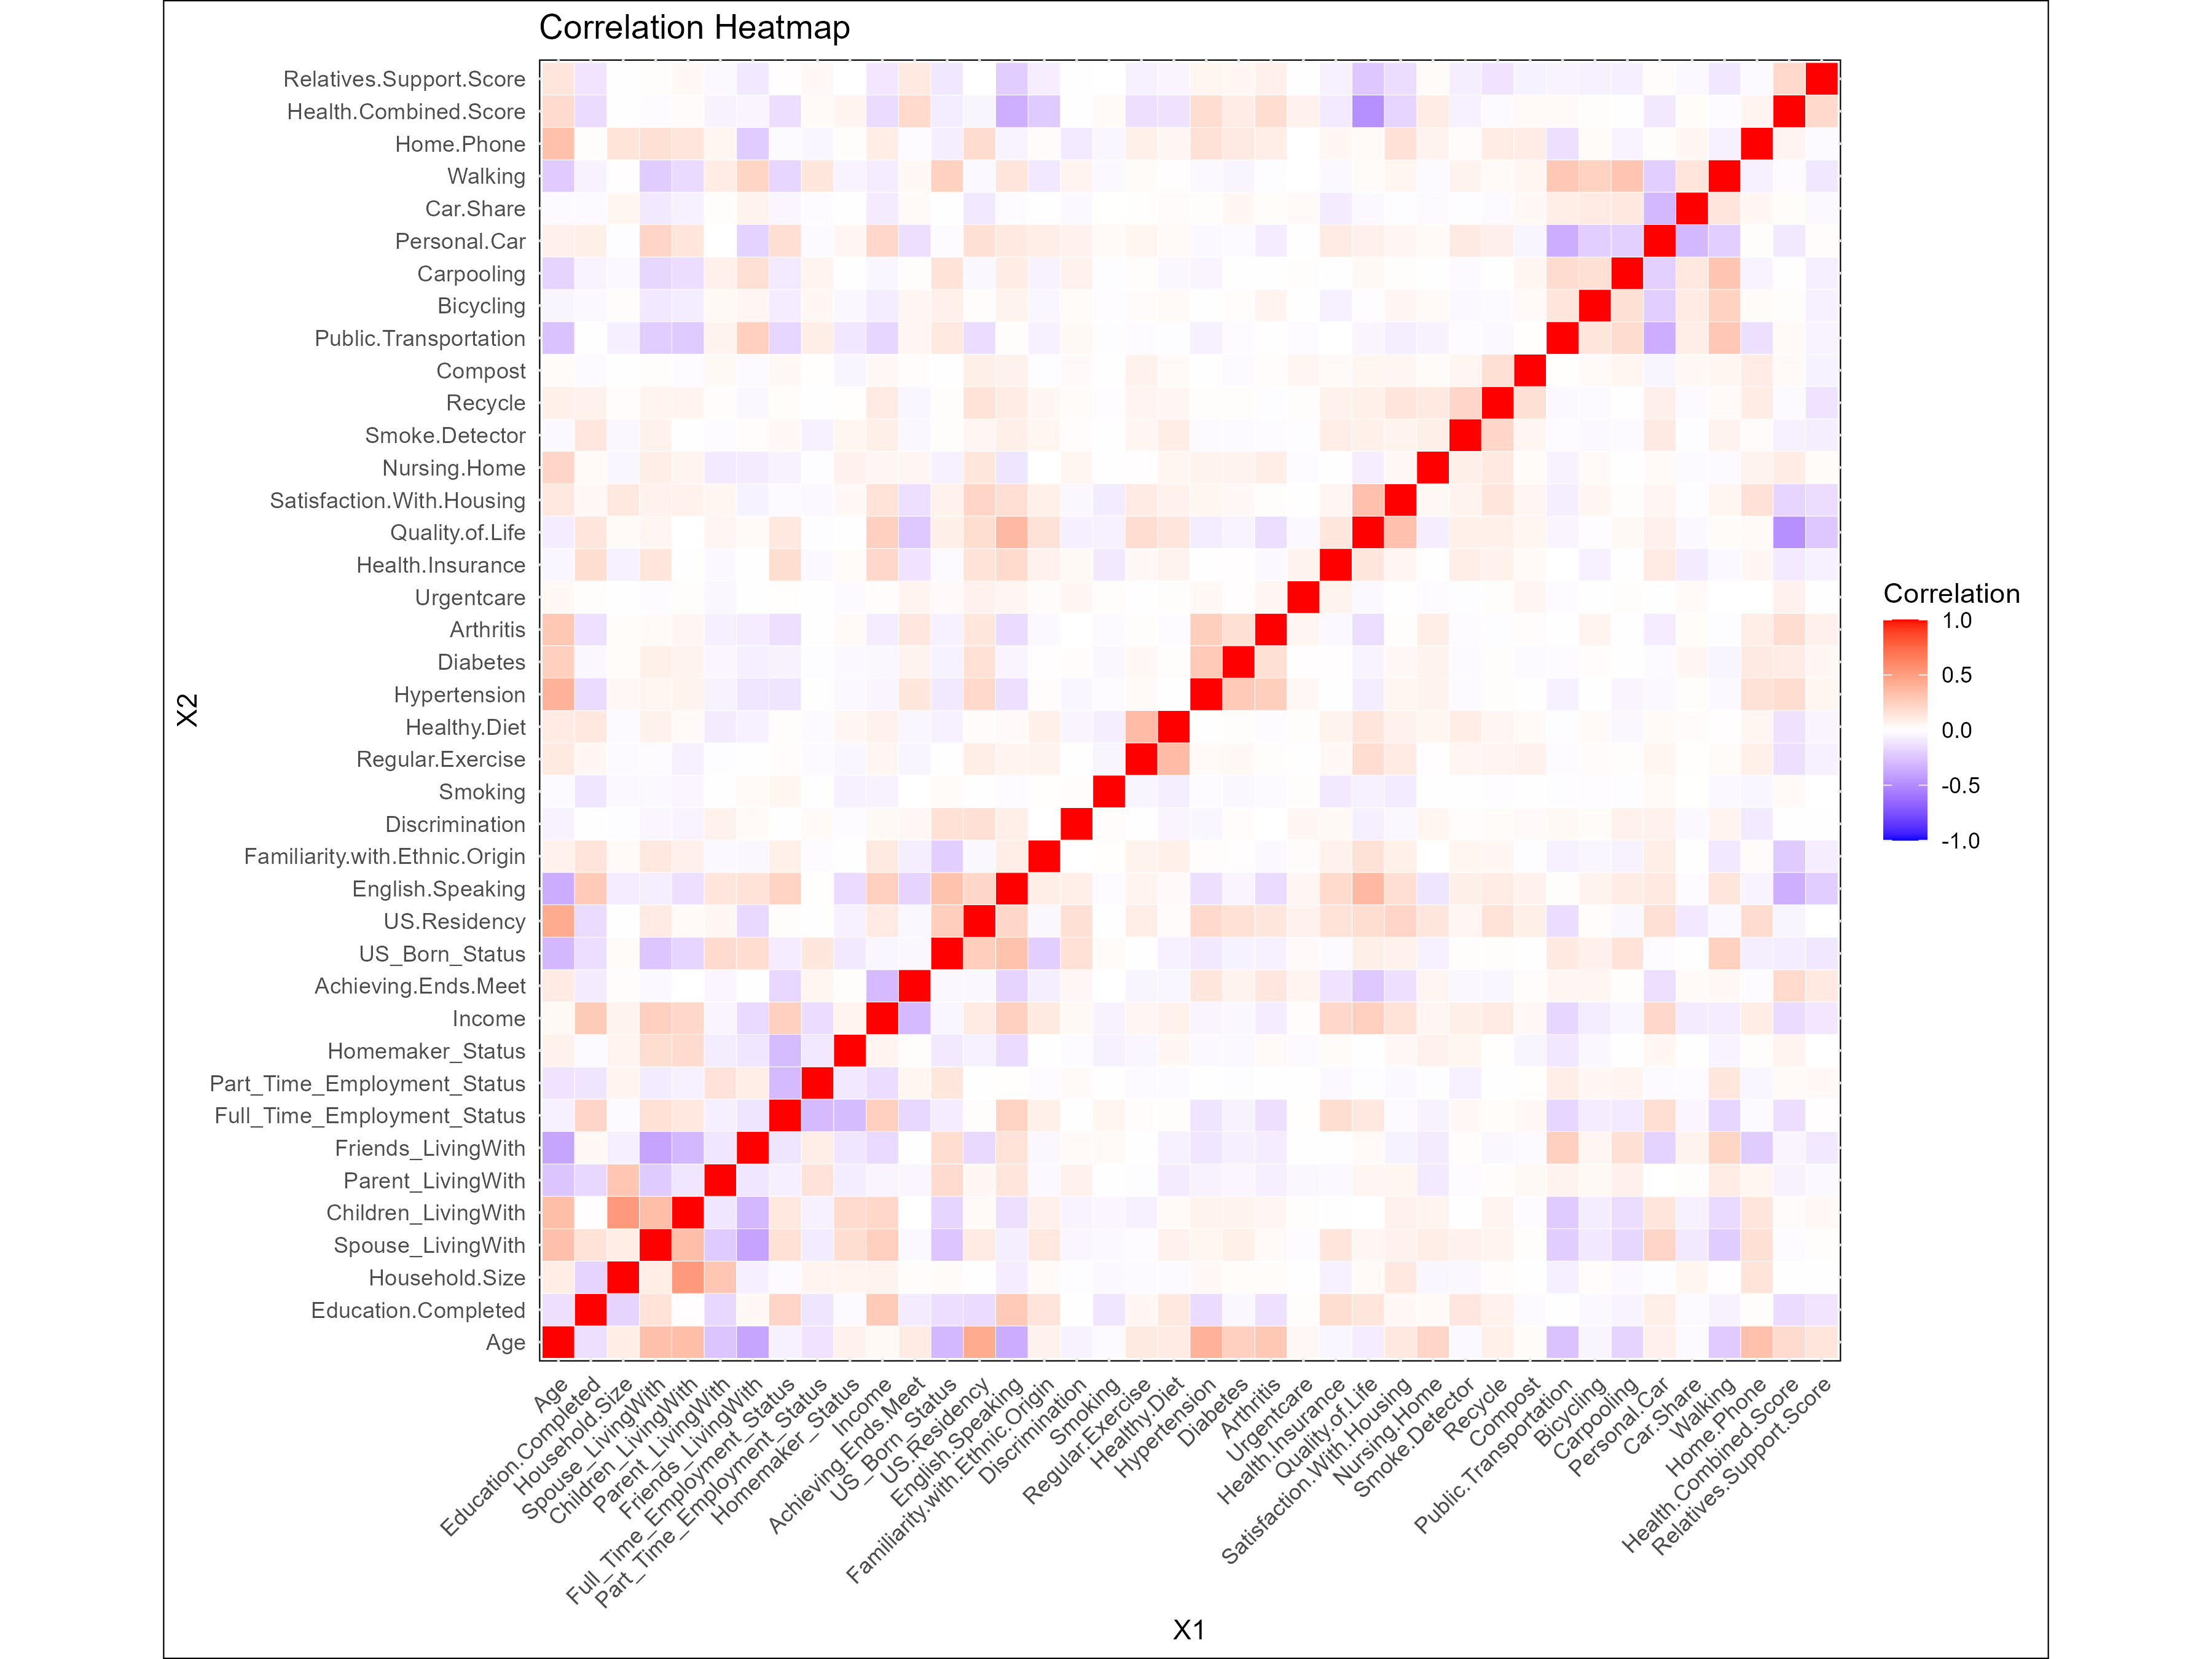 Correlation Heatmap
Relatives.Support.Score
Health.Combined.Score
Home.Phone
Walking
Car.Share
Personal.Car
Carpooling
Bicycling
Public.Transportation
Compost
Recycle
Smoke.Detector
Nursing.Home
Satisfaction.With.Housing
Quality.of.Life
Health.Insurance
Urgentcare
Arthritis
Diabetes
Hypertension
Healthy.Diet
Regular.Exercise
Smoking
Discrimination
Familiarity.with.Ethnic.Origin
English.Speaking
US.Residency
US_Born_Status
Achieving.Ends.Meet
Income
Homemaker_Status
Part_Time_Employment_Status
Full_Time_Employment_Status
Friends_LivingWith
Parent_LivingWith
Children_LivingWith
Spouse_LivingWith
Household.Size
Education.Completed
Age
X2
Age
Education.Completed
Household.Size
Spouse_LivingWith
Children_LivingWith
Parent_LivingWith
Friends_LivingWith
Full_Time_Employment_Status
Part_Time_Employment_Status
Homemaker_Status
Income
Achieving.Ends.Meet
US_Born_Status
US.Residency
English.Speaking
Familiarity.with.Ethnic.Origin
Discrimination
Smoking
Regular.Exercise
Healthy.Diet
Hypertension
Diabetes
Arthritis
Urgentcare
Health.Insurance
Quality.of.Life
Satisfaction.With.Housing
Nursing.Home
Smoke.Detector
Recycle
Compost
Public.Transportation
Bicycling
Carpooling
Personal.Car
Car.Share
Walking
Home.Phone
Health.Combined.Score
Relatives.Support.Score
X1
Correlation
1.0
0.5
0.0
-0.5
-1.0